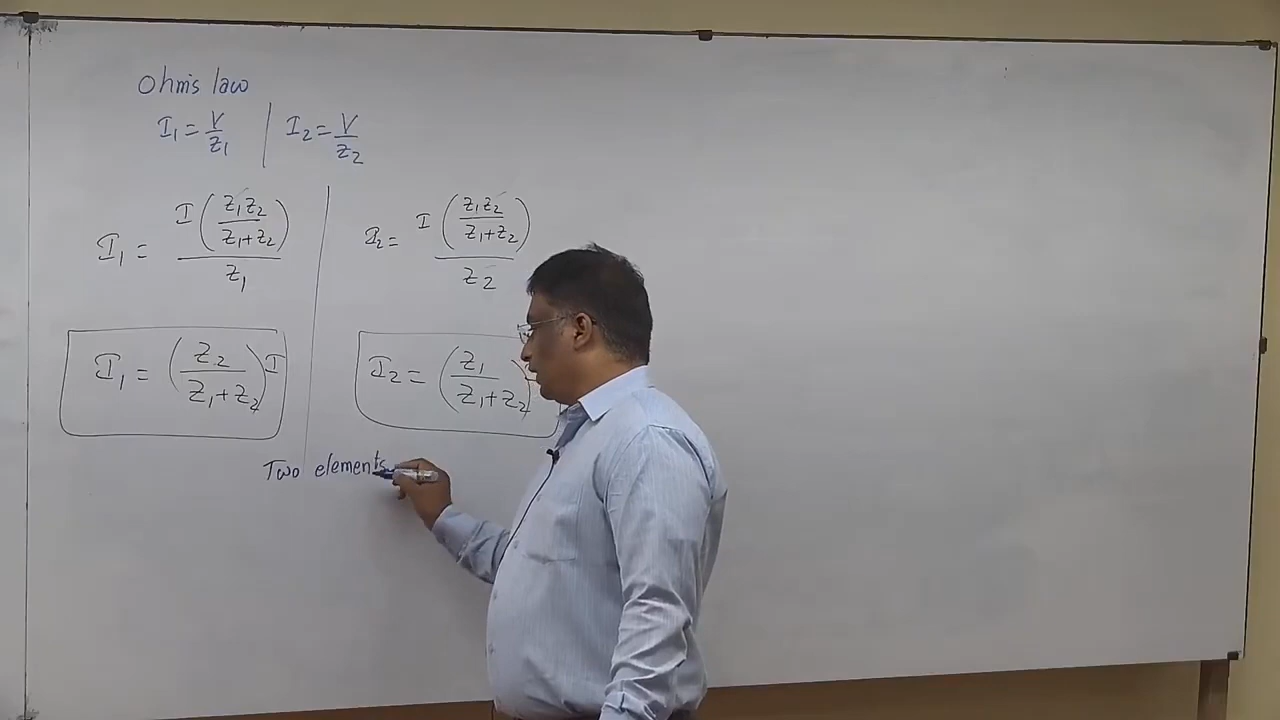 Ohm's law
I₁ = V/Z₁ | I₂ = V/Z₂
I₁ = I (Z₁Z₂/(Z₁+Z₂)) / Z₁ | I₂ = I (Z₁Z₂/(Z₁+Z₂)) / Z₂
I₁ = (Z₂/(Z₁+Z₂)) I | I₂ = (Z₁/(Z₁+Z₂))
Two elements